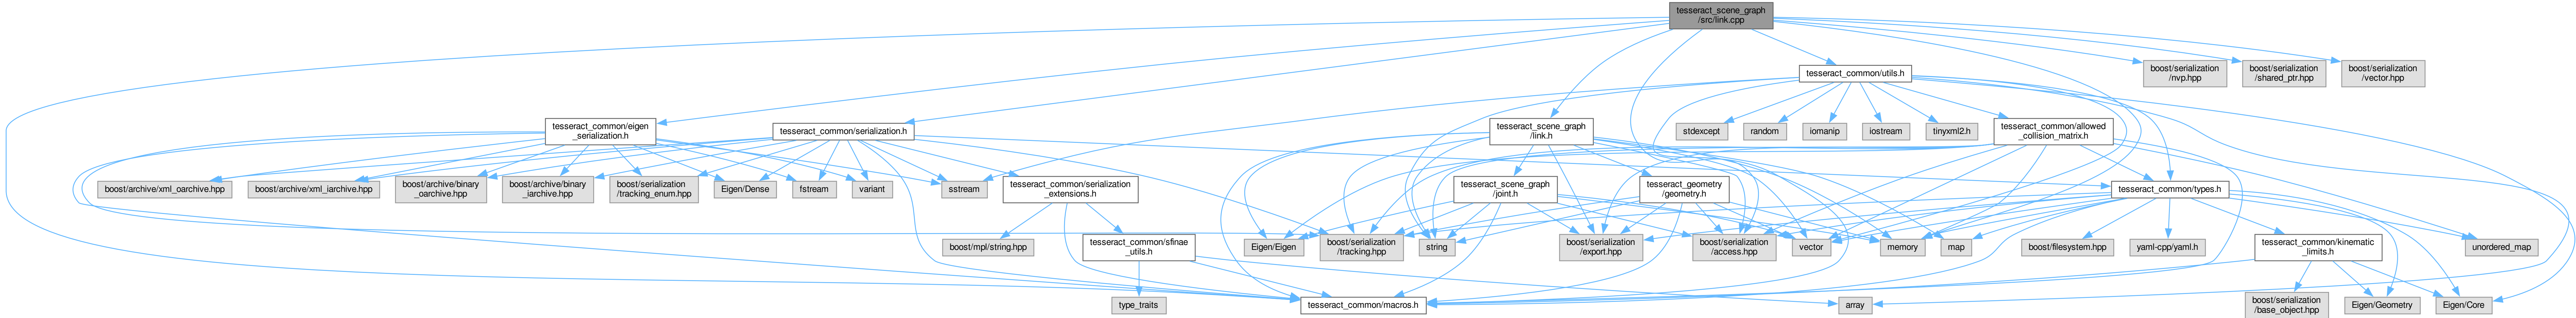 tesseract_scene_graph
/src/link.cpp
tesseract_common/utils.h
boost/serialization
/nvp.hpp
boost/serialization
/shared_ptr.hpp
boost/serialization
/vector.hpp
tesseract_common/eigen
_serialization.h
tesseract_common/serialization.h
tesseract_scene_graph
/link.h
stdexcept
random
iomanip
iostream
tinyxml2.h
tesseract_common/allowed
_collision_matrix.h
boost/archive/xml_oarchive.hpp
boost/archive/xml_iarchive.hpp
boost/archive/binary
_oarchive.hpp
boost/archive/binary
_iarchive.hpp
boost/serialization
/tracking_enum.hpp
Eigen/Dense
fstream
variant
sstream
tesseract_common/serialization
_extensions.h
tesseract_scene_graph
/joint.h
tesseract_geometry
/geometry.h
tesseract_common/types.h
boost/mpl/string.hpp
tesseract_common/sfinae
_utils.h
Eigen/Eigen
boost/serialization
/tracking.hpp
string
boost/serialization
/export.hpp
boost/serialization
/access.hpp
vector
memory
map
boost/filesystem.hpp
yaml-cpp/yaml.h
tesseract_common/kinematic
_limits.h
unordered_map
type_traits
tesseract_common/macros.h
array
boost/serialization
/base_object.hpp
Eigen/Geometry
Eigen/Core